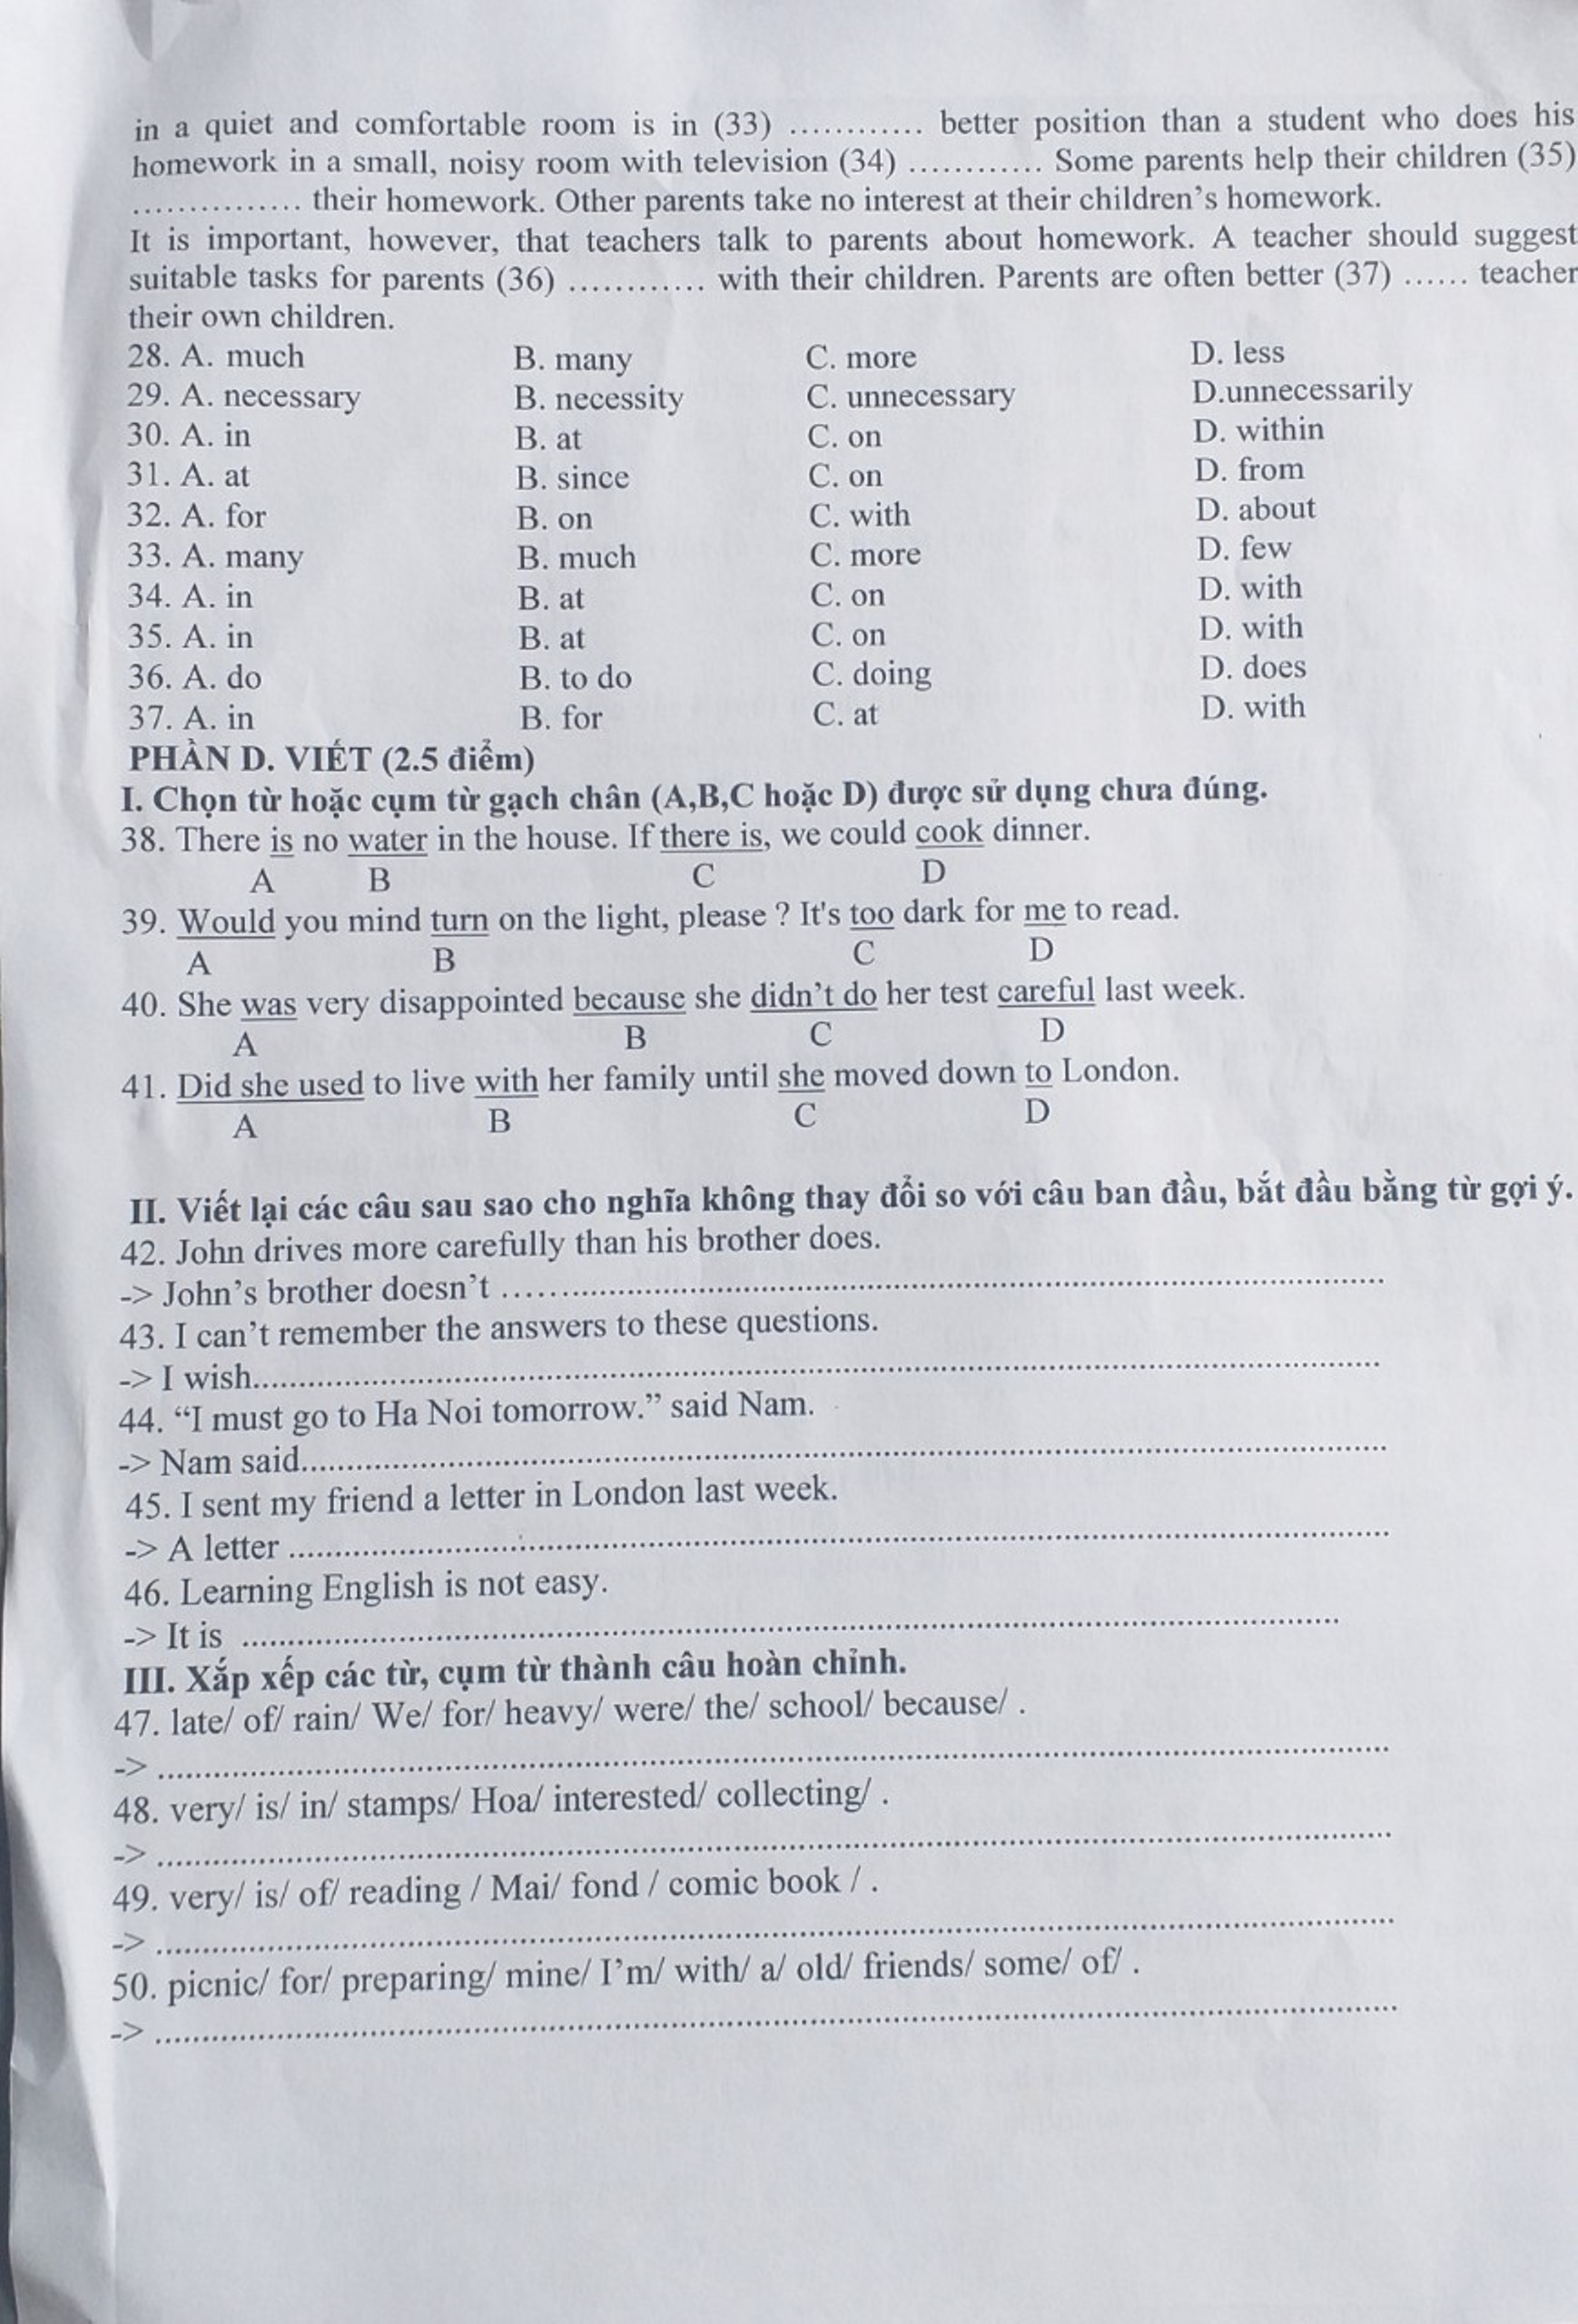 in a quiet and comfortable room is in (33) ............ better position than a student who does his
homework in a small, noisy room with television (34) ............ Some parents help their children (35)
............... their homework. Other parents take no interest at their children's homework.
It is important, however, that teachers talk to parents about homework. A teacher should suggest
suitable tasks for parents (36) ............ with their children. Parents are often better (37) ...... teacher
their own children.
28. A. much B. many C. more D. less
29. A. necessary B. necessity C. unnecessary D.unnecessarily
30. A. in B. at C. on D. within
31. A. at B. since C. on D. from
32. A. for B. on C. with D. about
33. A. many B. much C. more D. few
34. A. in B. at C. on D. with
35. A. in B. at C. on D. with
36. A. do B. to do C. doing D. does
37. A. in B. for C. at D. with
PHẦN D. VIẾT (2.5 điểm)
I. Chọn từ hoặc cụm từ gạch chân (A,B,C hoặc D) được sử dụng chưa đúng.
38. There is no water in the house. If there is, we could cook dinner.
A B C D
39. Would you mind turn on the light, please ? It's too dark for me to read.
A B C D
40. She was very disappointed because she didn't do her test careful last week.
A B C D
41. Did she used to live with her family until she moved down to London.
A B C D
II. Viết lại các câu sau sao cho nghĩa không thay đổi so với câu ban đầu, bắt đầu bằng từ gợi ý.
42. John drives more carefully than his brother does.
-> John's brother doesn't ................................................
43. I can't remember the answers to these questions.
-> I wish................................................
44. “I must go to Ha Noi tomorrow.” said Nam.
-> Nam said................................................
45. I sent my friend a letter in London last week.
-> A letter ................................................
46. Learning English is not easy.
-> It is ................................................
III. Xắp xếp các từ, cụm từ thành câu hoàn chỉnh.
47. late/ of/ rain/ We/ for/ heavy/ were/ the/ school/ because/ .
-> ................................................
48. very/ is/ in/ stamps/ Hoa/ interested/ collecting/ .
-> ................................................
49. very/ is/ of/ reading / Mai/ fond / comic book / .
-> ................................................
50. picnic/ for/ preparing/ mine/ I'm/ with/ a/ old/ friends/ some/ of/ .
-> ................................................